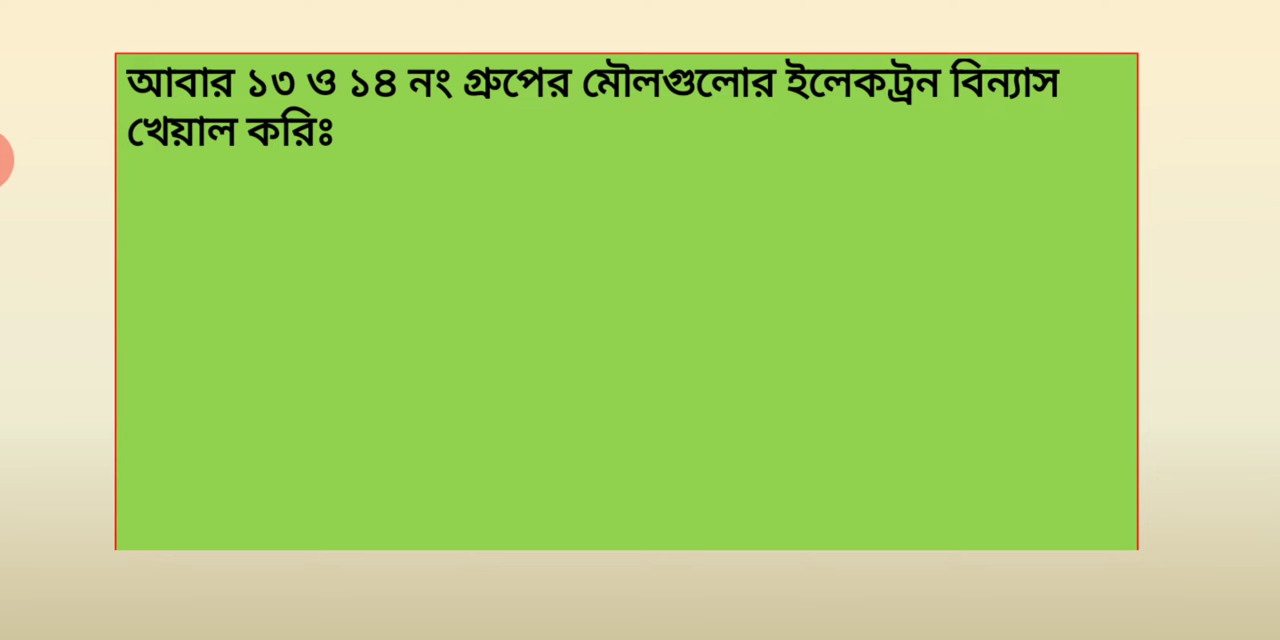 আবার ১৩ ও ১৪ নং গ্রুপের মৌলগুলোর ইলেকট্রন বিন্যাস
খেয়াল করিঃ